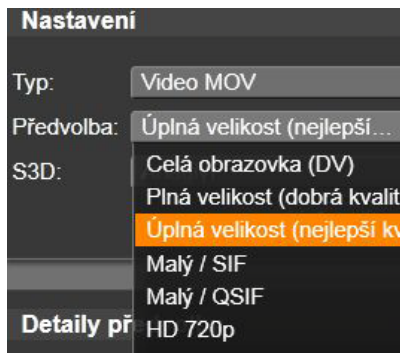 Nastavení
Typ: Video MOV
Předvolba: Úplná velikost (nejlepší...
S3D:
Celá obrazovka (DV)
Plná velikost (dobrá kvalit
Úplná velikost (nejlepší kv
Malý / SIF
Malý / QSIF
HD 720p
Detaily př